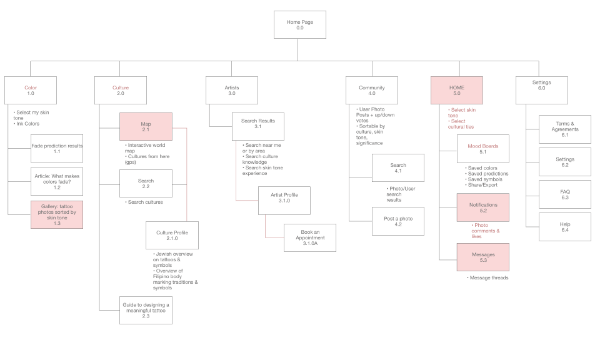 Home Page
0.0
Color
1.0
• Select my skin
tone
• Ink Colors
Fade prediction results
1.1
Article: What makes
colors fade?
1.2
Gallery: tattoo
photos sorted by
skin tone
1.3
Culture
2.0
Map
2.1
• Interactive world
map
• Cultures from here
(gps)
Search
2.2
• Search cultures
Culture Profile
2.1.0
• Jewish overview
on tattoos &
symbols
• Overview of
Filipino body
marking traditions &
symbols
Guide to designing a
meaningful tattoo
2.3
Artists
3.0
Search Results
3.1
• Search near me
or by area
• Search culture
knowledge
• Search skin tone
experience
Artist Profile
3.1.0
Book an
Appointment
3.1.0A
Community
4.0
• User Photo
Posts + up/down
votes
• Sortable by
culture, skin
tone,
significance
Search
4.1
• Photo/User
search
results
Post a photo
4.2
HOME
5.0
• Select skin
tone
• Select
cultural ties
Mood Boards
5.1
• Saved colors
• Saved predictions
• Saved symbols
• Share/Export
Notifications
5.2
• Photo
comments &
likes
Messages
5.3
• Message threads
Settings
6.0
Terms &
Agreements
6.1
Settings
6.2
FAQ
6.3
Help
6.4